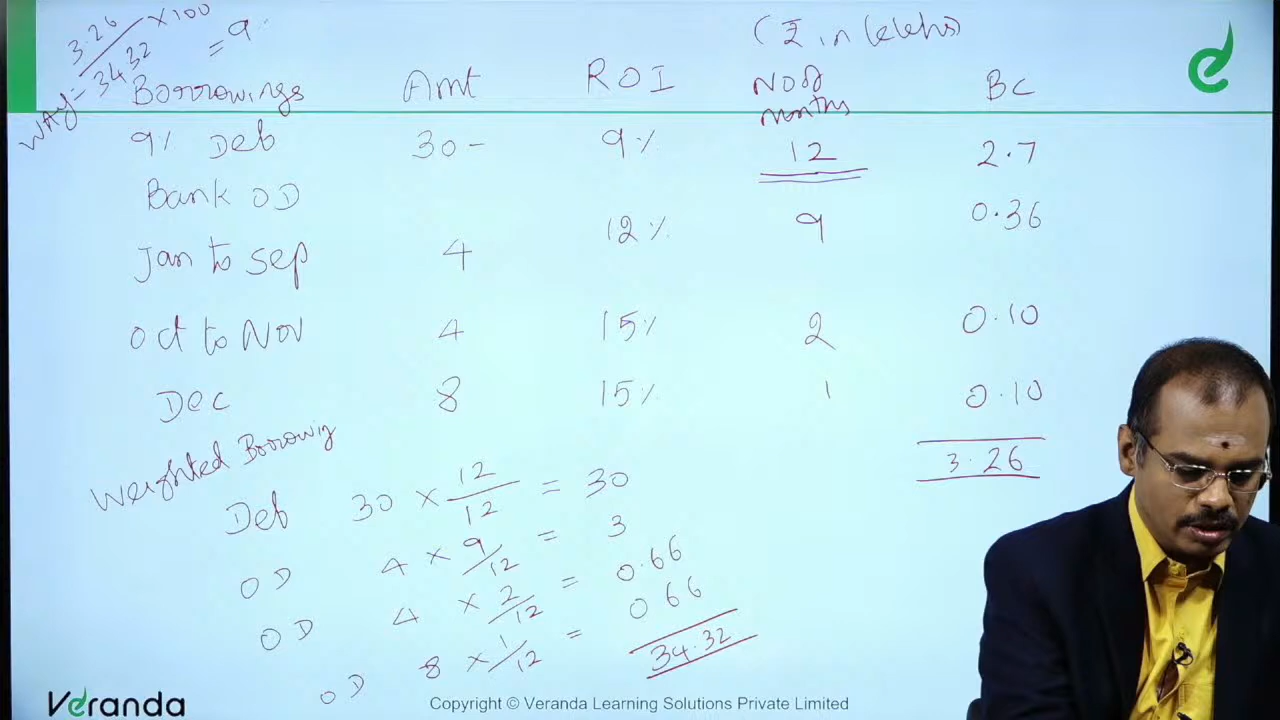 (₹ in lakhs)
WAY= 3.26/3432 ×100 = 9.
Borrowings Amt ROI No of months BC
9% Deb 30- 9% 12 2.7
Bank OD
Jan to Sep 4 12% 9 0.36
Oct to Nov 4 15% 2 0.10
Dec 8 15% 1 0.10
3.26
Weighted Borrowing
Deb 30 × 12/12 = 30
OD 4 × 9/12 = 3
OD 4 × 2/12 = 0.66
OD 8 × 1/12 = 0 66
34.32
Veranda
Copyright © Veranda Learning Solutions Private Limited